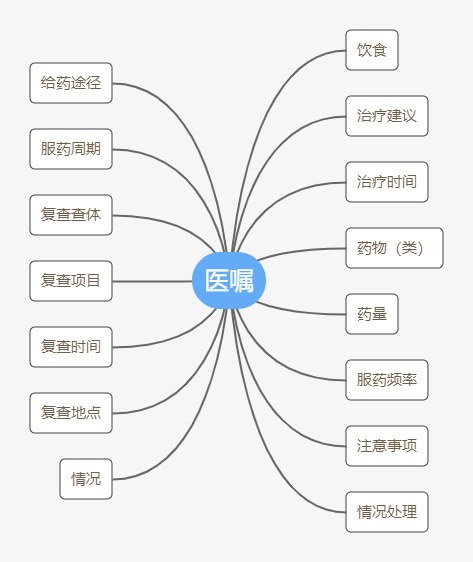 医嘱
饮食
治疗建议
治疗时间
药物（类）
药量
服药频率
注意事项
情况处理
给药途径
服药周期
复查查体
复查项目
复查时间
复查地点
情况